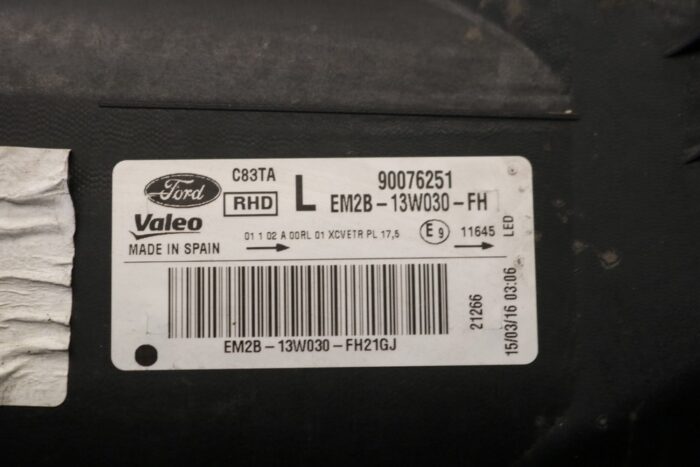 C83TA
Ford
RHD L
90076251
EM2B-13W030-FH
Valeo
MADE IN SPAIN
01 1 02 A 00RL 01 XCVETR PL 17,5
E9 11645
LED
EM2B-13W030-FH21GJ
21266
15/03/16 03:06